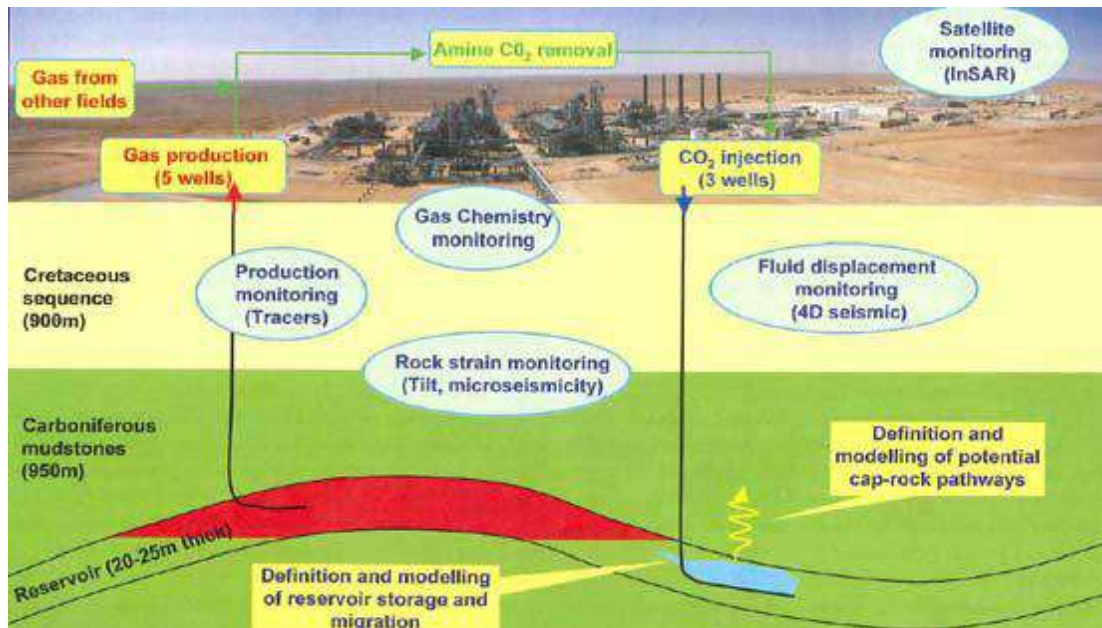 Amine CO₂ removal
Satellite
monitoring
(InSAR)
Gas from
other fields
Gas production
(5 wells)
CO₂ injection
(3 wells)
Gas Chemistry
monitoring
Cretaceous
sequence
(900m)
Production
monitoring
(Tracers)
Fluid displacement
monitoring
(4D seismic)
Rock strain monitoring
(Tilt, microseismicity)
Carboniferous
mudstones
(950m)
Definition and
modelling of potential
cap-rock pathways
Reservoir (20-25m thick)
Definition and modelling
of reservoir storage and
migration